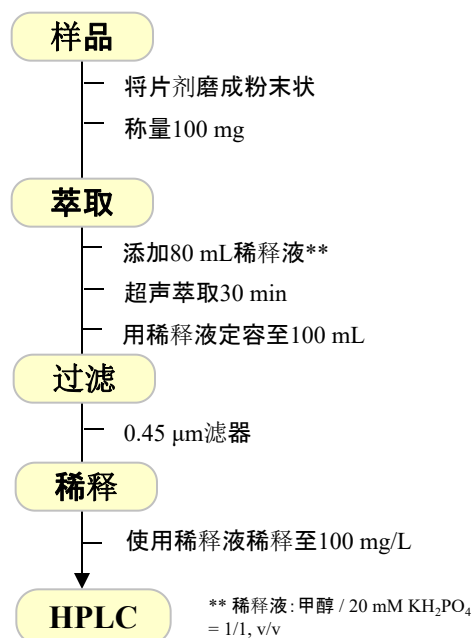 样品
将片剂磨成粉末状
称量100 mg
萃取
添加80 mL稀释液**
超声萃取30 min
用稀释液定容至100 mL
过滤
0.45 μm滤器
稀释
使用稀释液稀释至100 mg/L
HPLC
** 稀释液：甲醇 / 20 mM KH₂PO₄
= 1/1, v/v